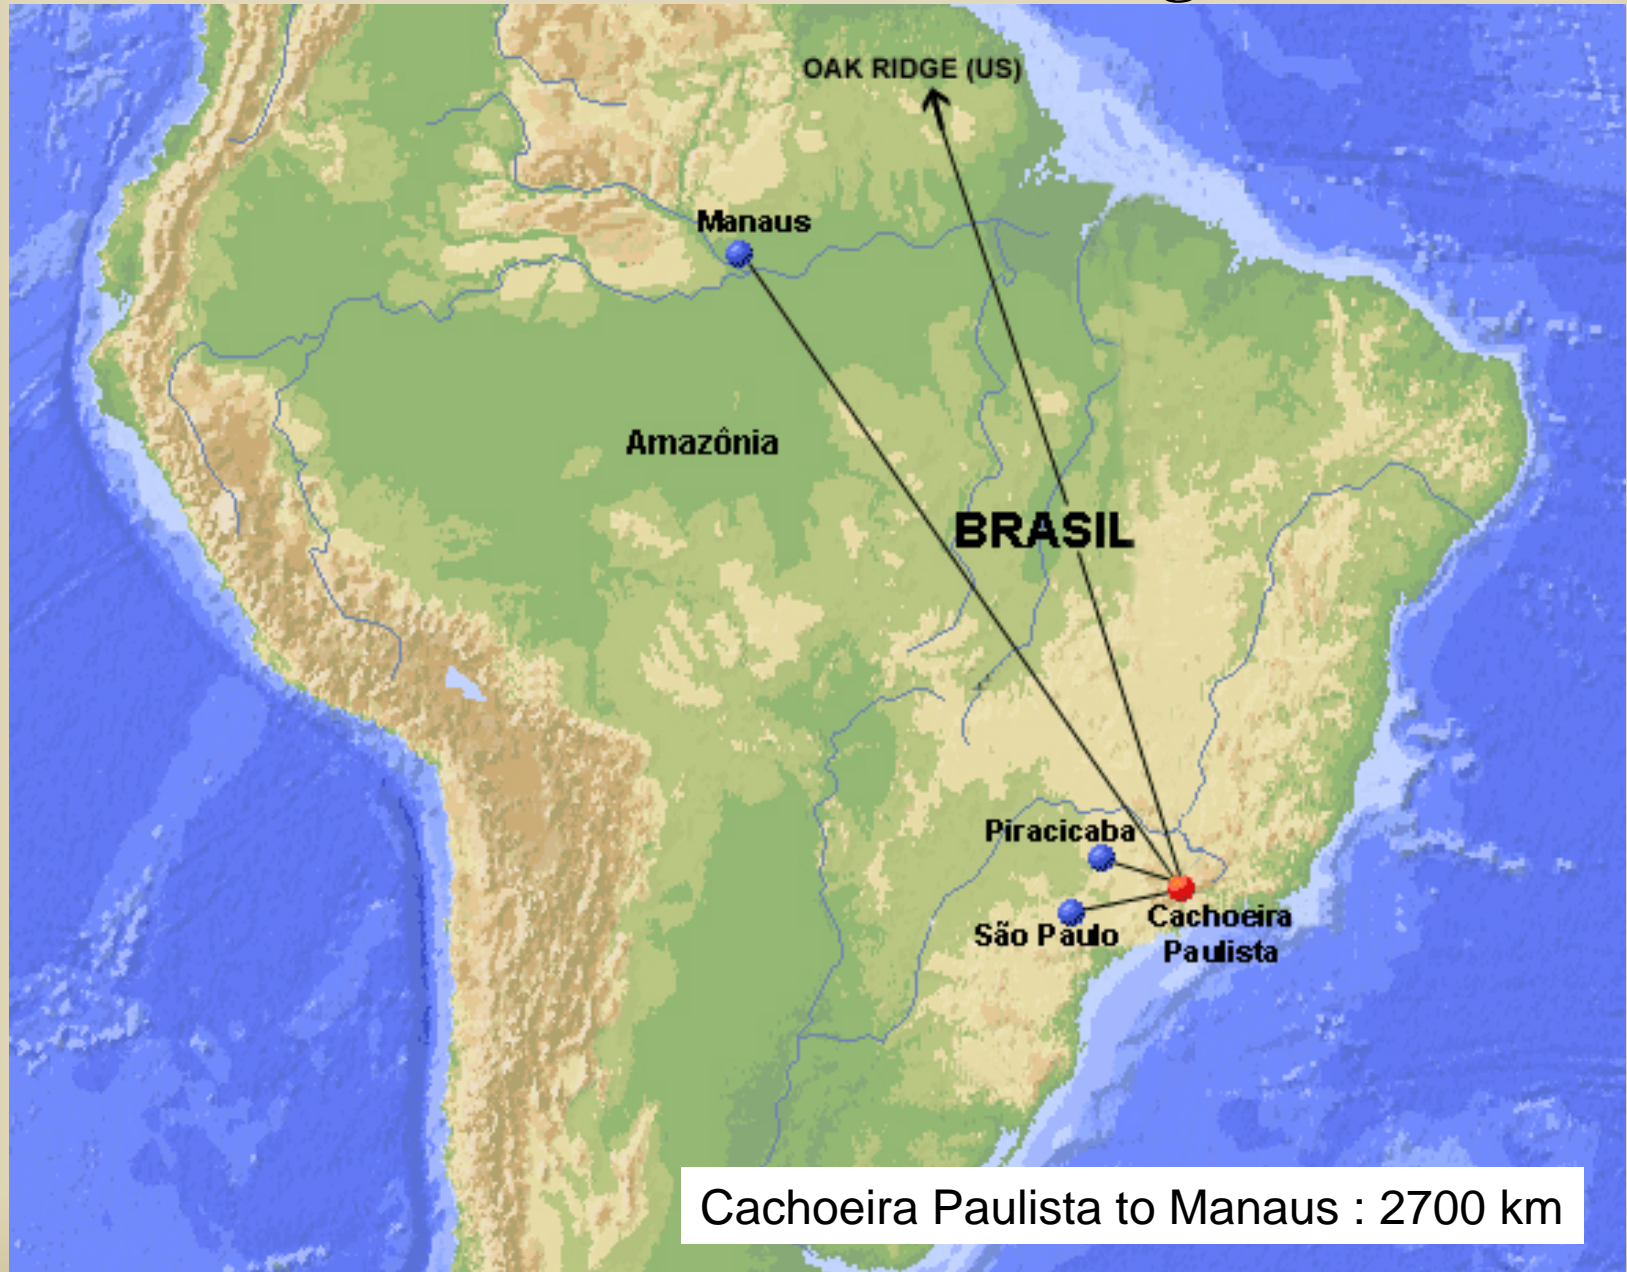 OAK RIDGE (US)
Manaus
Amazônia
BRASIL
Piracicaba
São Paulo
Cachoeira
Paulista
Cachoeira Paulista to Manaus : 2700 km